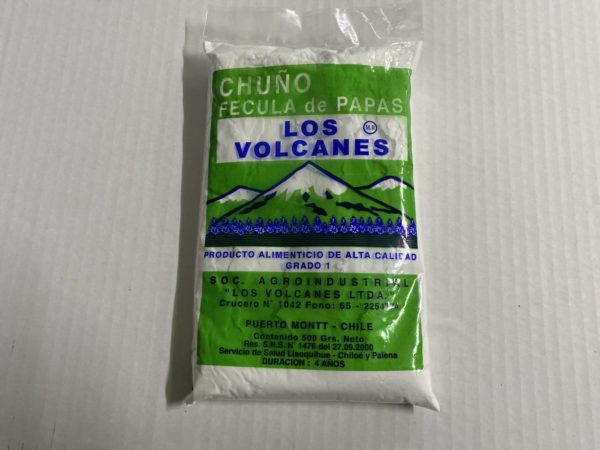 CHUÑO
FECULA de PAPAS
LOS
M.R
VOLCANES
PRODUCTO ALIMENTICIO DE ALTA CALIDAD
GRADO 1
SOC. AGROINDUSTRIAL
"LOS VOLCANES LTDA."
Crucero N° 1042 Fono: 65 -
PUERTO MONTT - CHILE
Contenido 500 Grs. Neto
Res. S.N.S. N° 1476 del 27.09.2000
Servicio de Salud Llanquihue - Chiloé y Palena
DURACION : 4 AÑOS